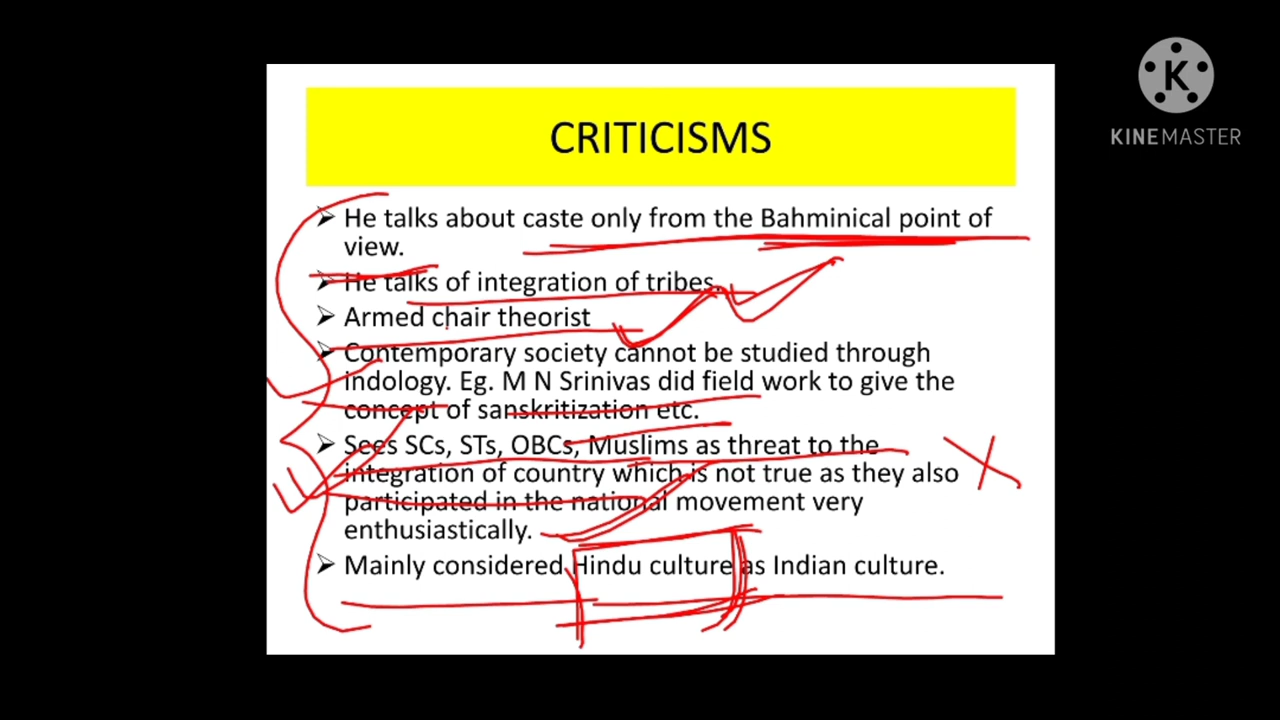 KINEMASTER
CRITICISMS
➢ He talks about caste only from the Bahminical point of
view.
➢ He talks of integration of tribes.
➢ Armed chair theorist
➢ Contemporary society cannot be studied through
indology. Eg. M N Srinivas did field work to give the
concept of sanskritization etc.
➢ Sees SCs, STs, OBCs, Muslims as threat to the
integration of country which is not true as they also
participated in the national movement very
enthusiastically.
➢ Mainly considered Hindu culture as Indian culture.